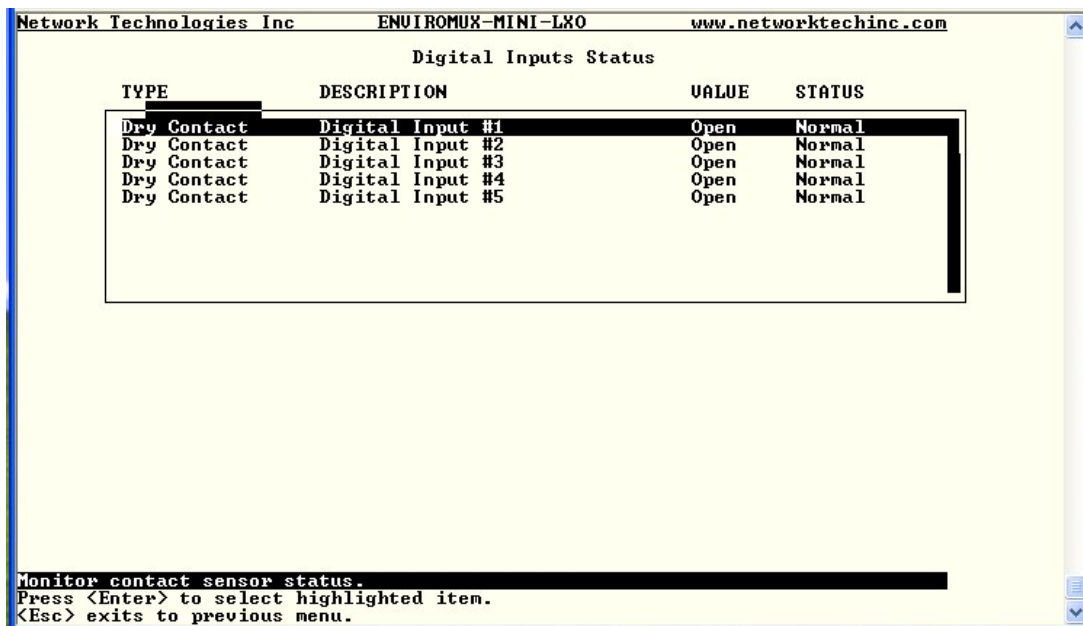 Network Technologies Inc ENVIROMUX-MINI-LXO www.networktechinc.com
Digital Inputs Status
TYPE DESCRIPTION VALUE STATUS
Dry Contact Digital Input #1 Open Normal
Dry Contact Digital Input #2 Open Normal
Dry Contact Digital Input #3 Open Normal
Dry Contact Digital Input #4 Open Normal
Dry Contact Digital Input #5 Open Normal
Monitor contact sensor status.
Press <Enter> to select highlighted item.
<Esc> exits to previous menu.